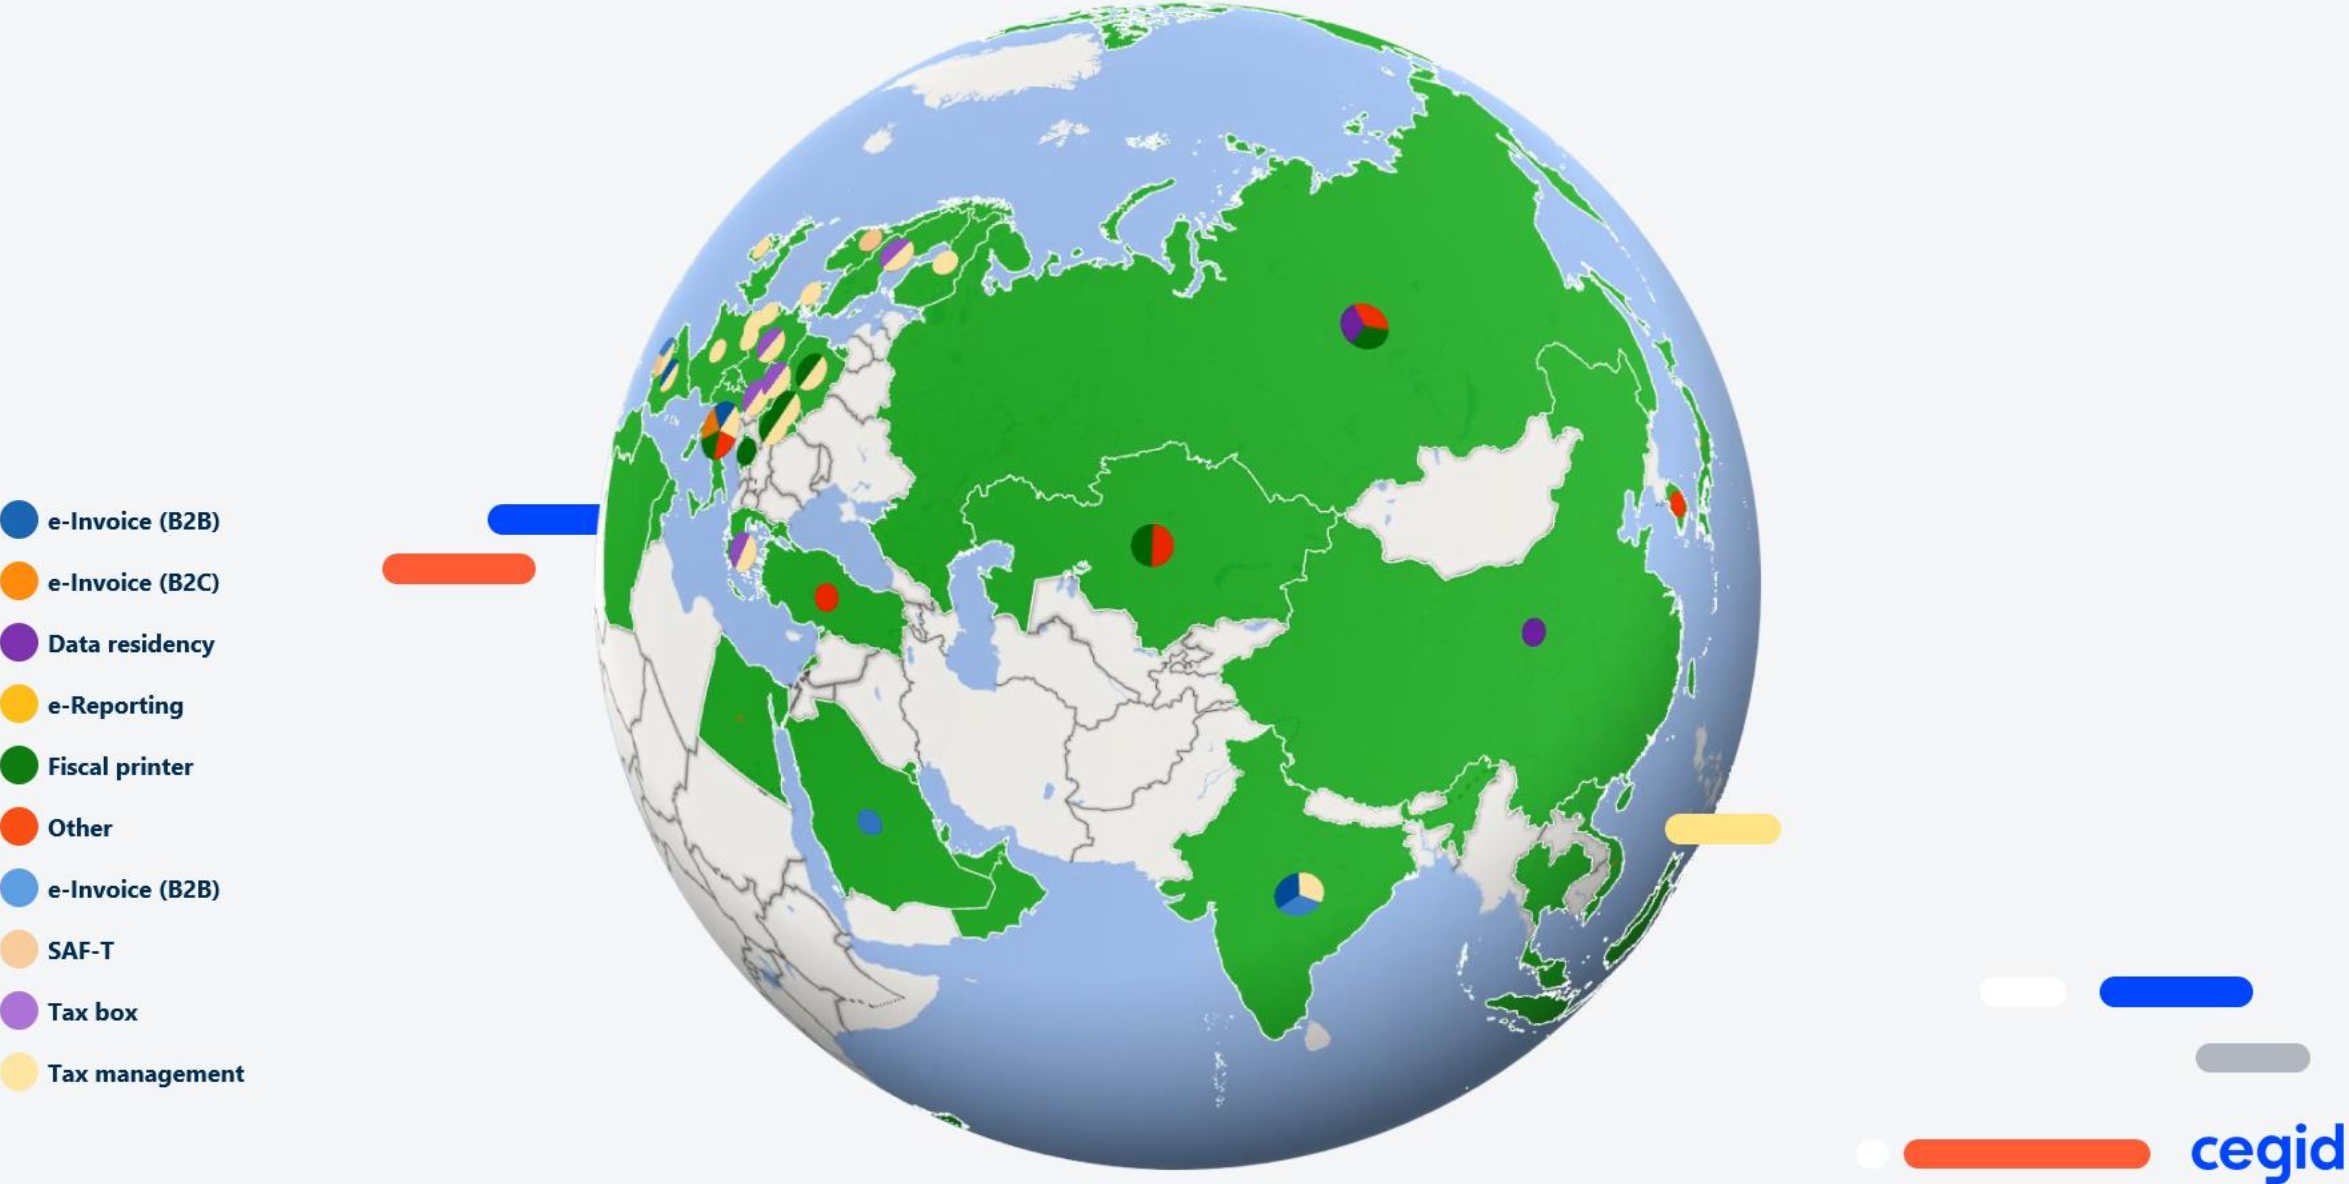 e-Invoice (B2B)
e-Invoice (B2C)
Data residency
e-Reporting
Fiscal printer
Other
e-Invoice (B2B)
SAF-T
Tax box
Tax management
cegid